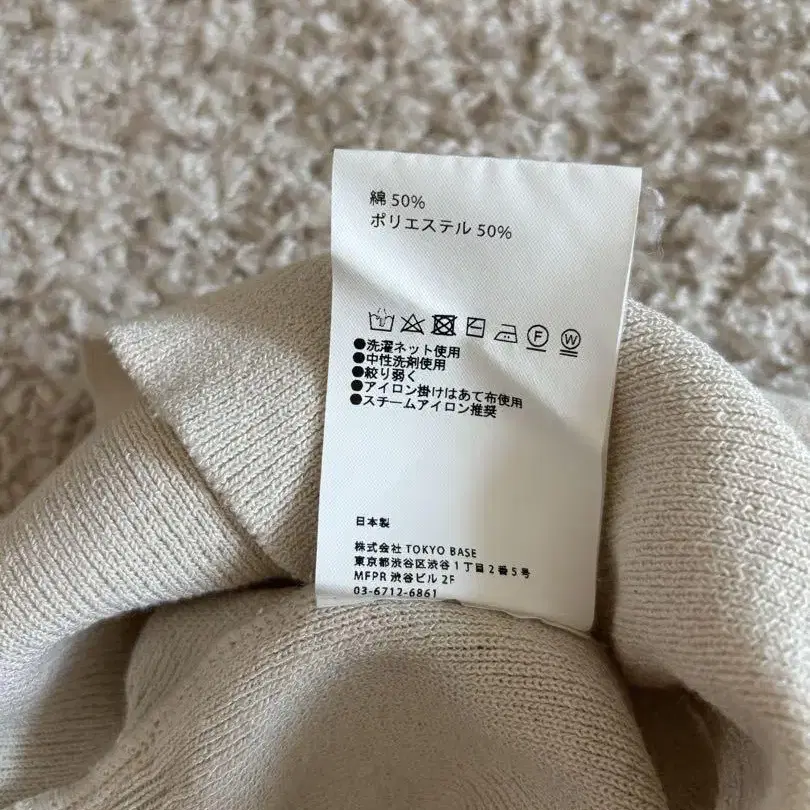 綿 50%
ポリエステル 50%
F W
●洗濯ネット使用
●中性洗剤使用
●絞り弱く
●アイロン掛けはあて布使用
●スチームアイロン推奨
日本製
株式会社 TOKYO BASE
東京都渋谷区渋谷1丁目2番5号
MFPR 渋谷ビル 2F
03-6712-6861